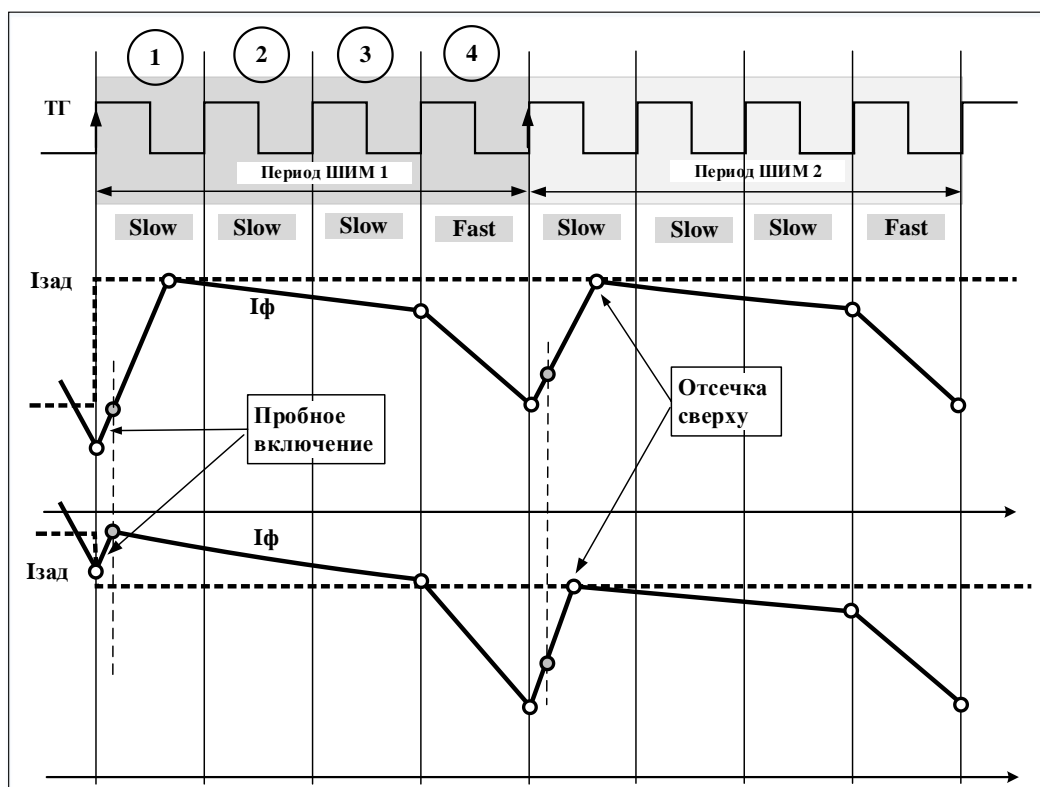 1 2 3 4
ТГ
Период ШИМ 1 Период ШИМ 2
Slow Slow Slow Fast Slow Slow Slow Fast
Iзад
Iф
Пробное
включение
Отсечка
сверху
Iф
Iзад